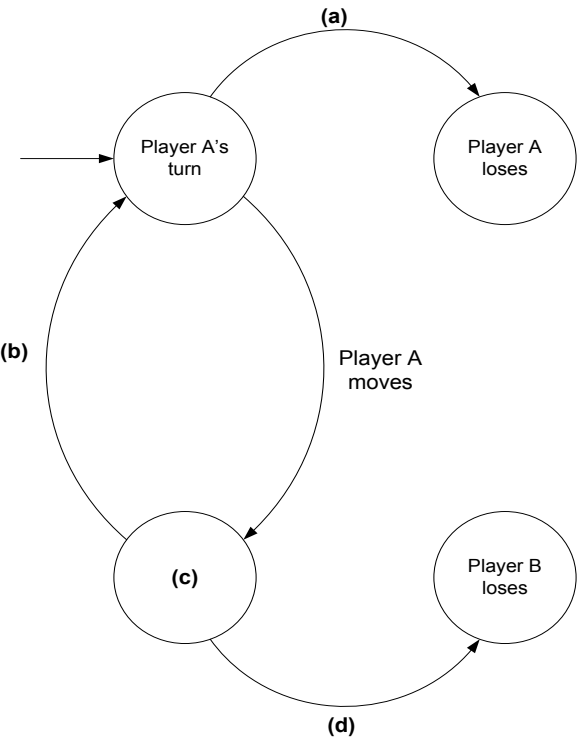 (a)
Player A's
turn
Player A
loses
(b)
Player A
moves
(c)
Player B
loses
(d)